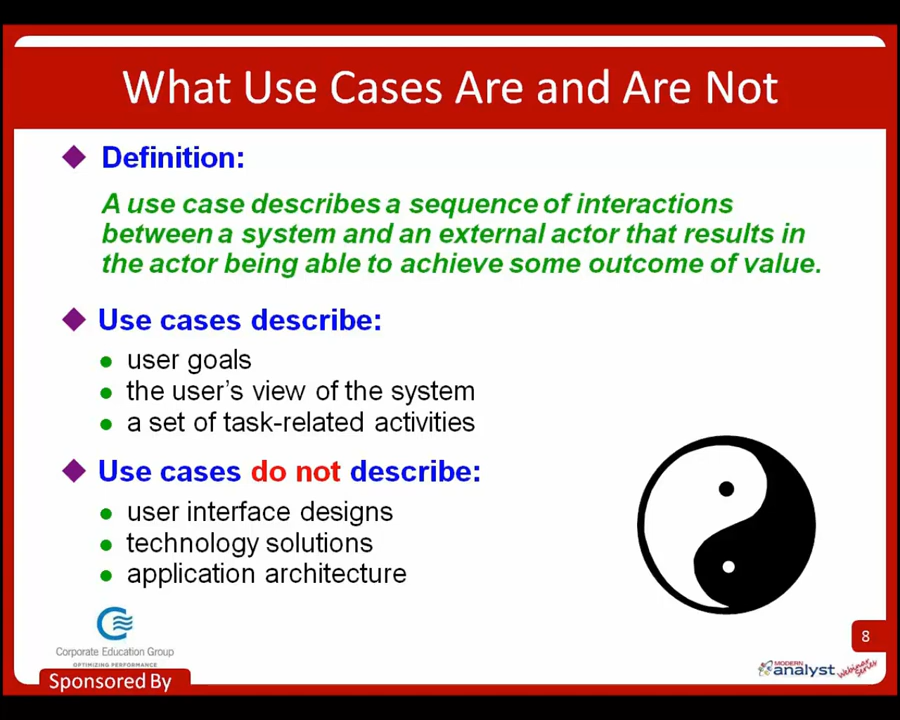 What Use Cases Are and Are Not
Definition:
A use case describes a sequence of interactions
between a system and an external actor that results in
the actor being able to achieve some outcome of value.
Use cases describe:
user goals
the user's view of the system
a set of task-related activities
Use cases do not describe:
user interface designs
technology solutions
application architecture
Corporate Education Group
OPTIMIZING PERFORMANCE
Sponsored By
8
MODERN
analyst Webinar
Series